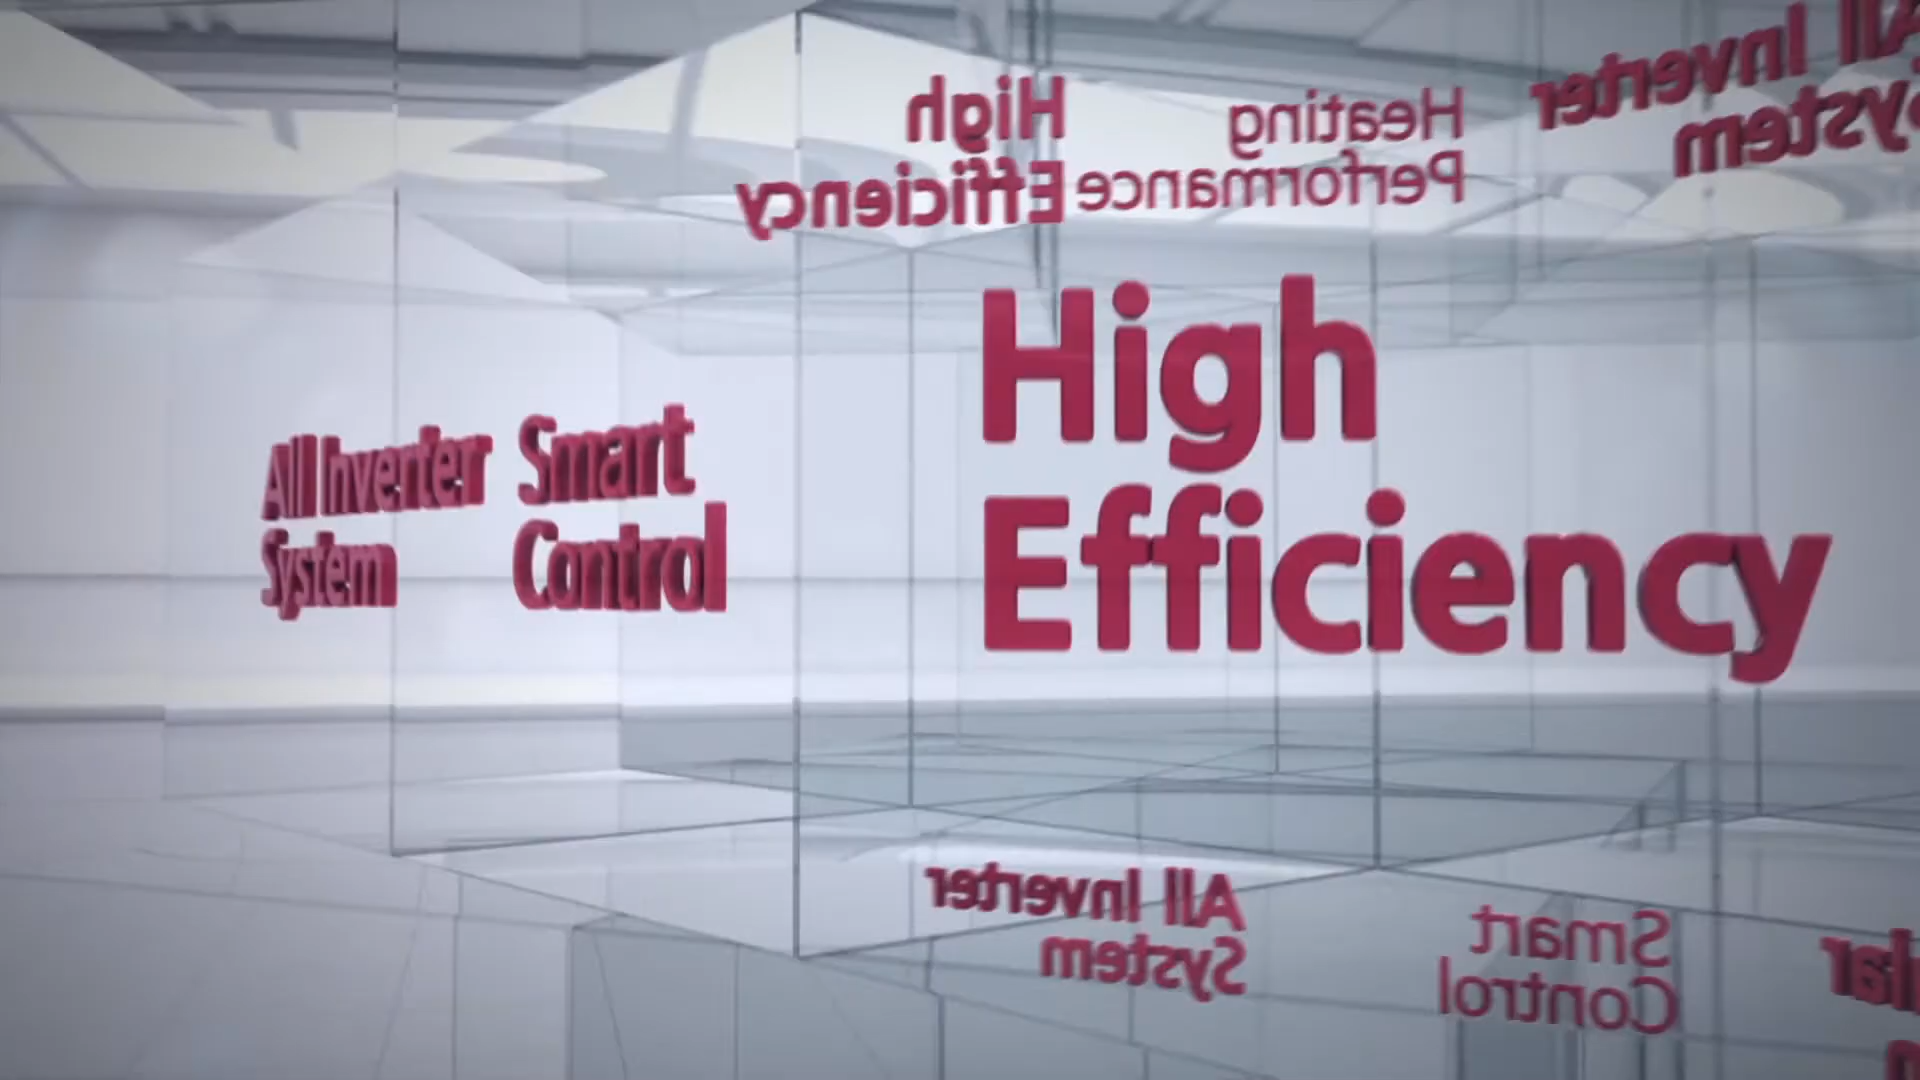 High
Efficiency
Heating
Performance
All Inverter
System
High
Efficiency
All Inverter
System
Smart
Control
All Inverter
System
Smart
Control